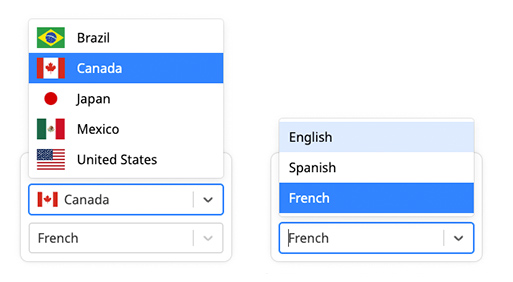 Brazil
Canada
Japan
Mexico
United States
Canada
French
English
Spanish
French
French